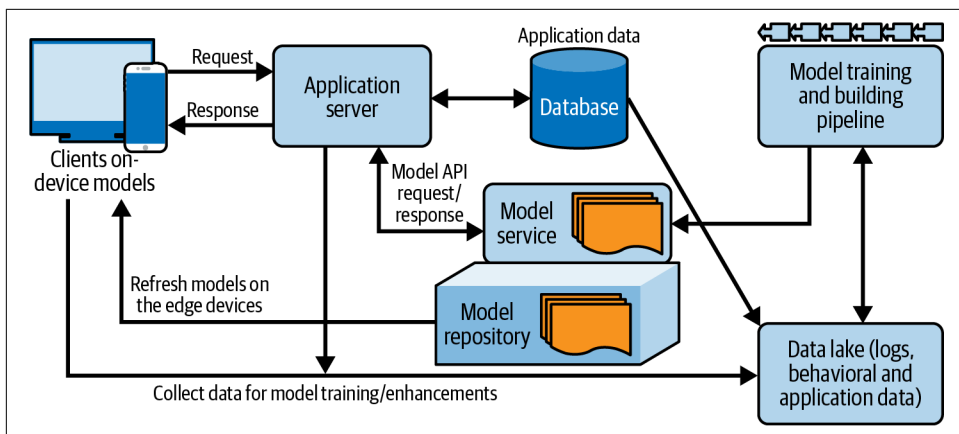 Request
Response
Clients on-
device models
Application
server
Application data
Database
Model training
and building
pipeline
Model API
request/
response
Model
service
Refresh models on
the edge devices
Model
repository
Data lake (logs,
behavioral and
application data)
Collect data for model training/enhancements